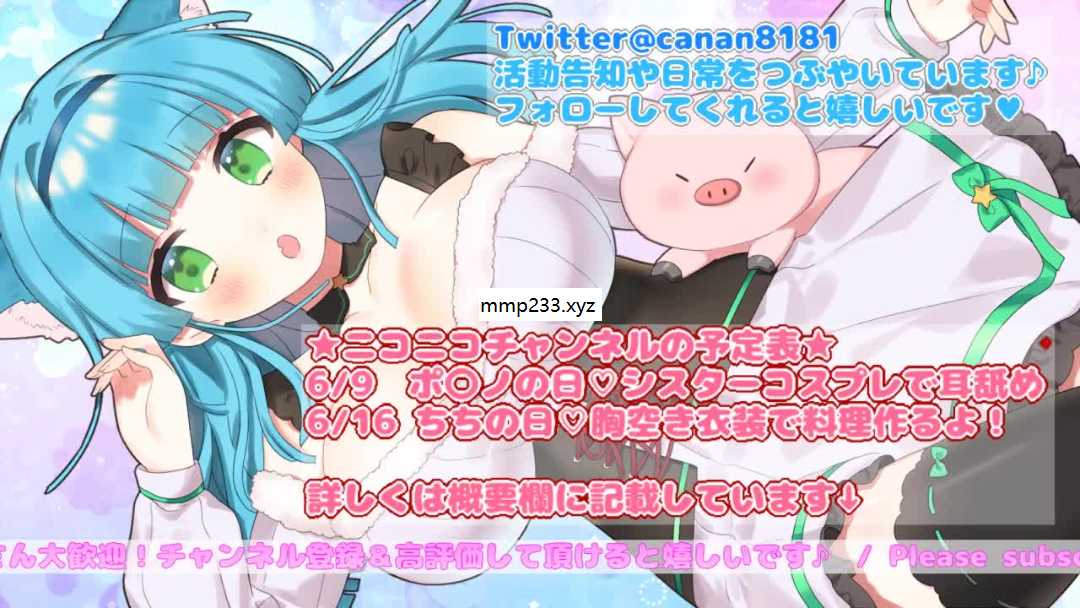 Twitter@canan8181
活動告知や日常をつぶやいています♪
フォローしてくれると嬉しいです♥
mmp233.xyz
★ニコニコチャンネルの予定表★
6/9 ポ〇ノの日♡シスターコスプレで耳舐め
6/16 ちちの日♡胸空き衣装で料理作るよ！
詳しくは概要欄に記載しています↓
さん大歓迎！チャンネル登録＆高評価して頂けると嬉しいです♪ / Please subsc